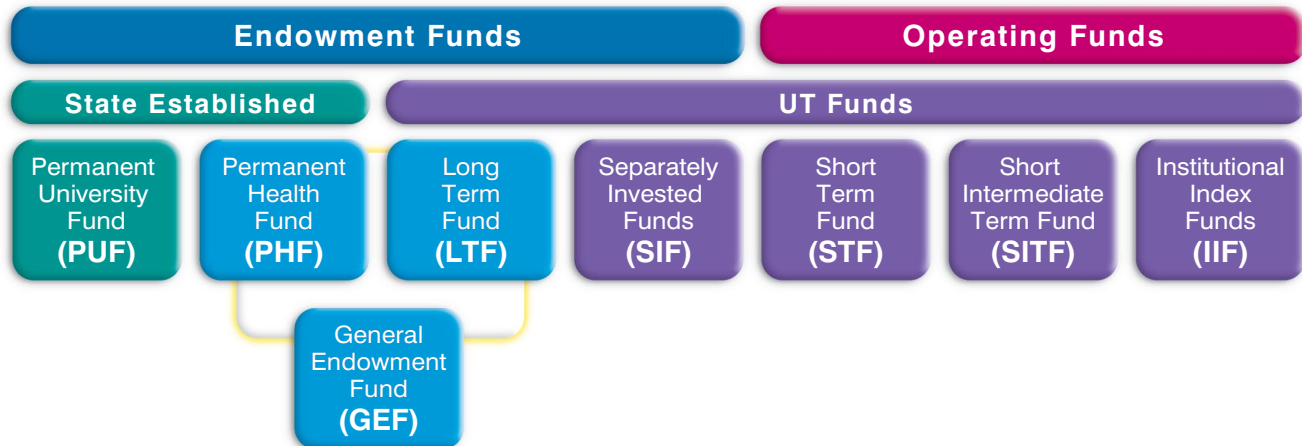 Endowment Funds
Operating Funds
State Established
UT Funds
Permanent
University
Fund
(PUF)
Permanent
Health
Fund
(PHF)
Long
Term
Fund
(LTF)
Separately
Invested
Funds
(SIF)
Short
Term
Fund
(STF)
Short
Intermediate
Term Fund
(SITF)
Institutional
Index
Funds
(IIF)
General
Endowment
Fund
(GEF)